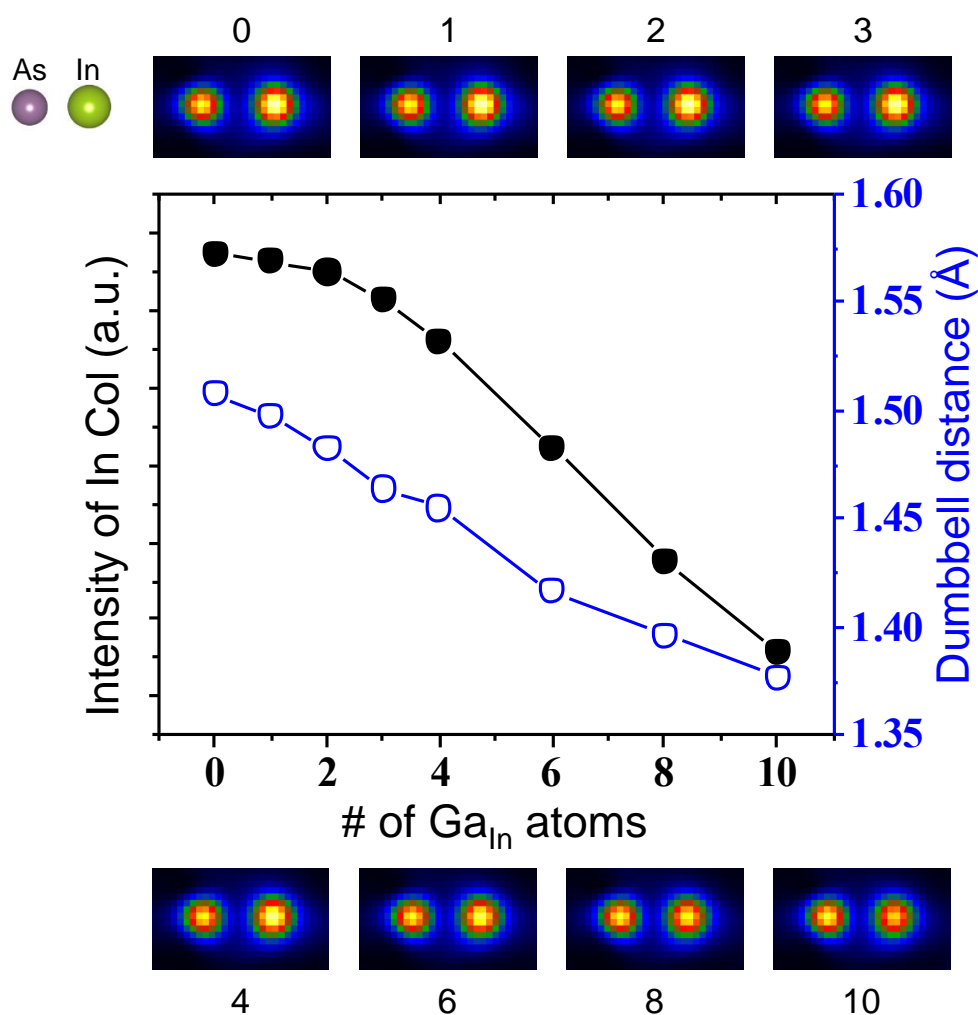 0 1 2 3
As In
Intensity of In Col (a.u.)
1.60
1.55
1.50
1.45
1.40
1.35
Dumbbell distance (Å)
0 2 4 6 8 10
# of GaIn atoms
4 6 8 10